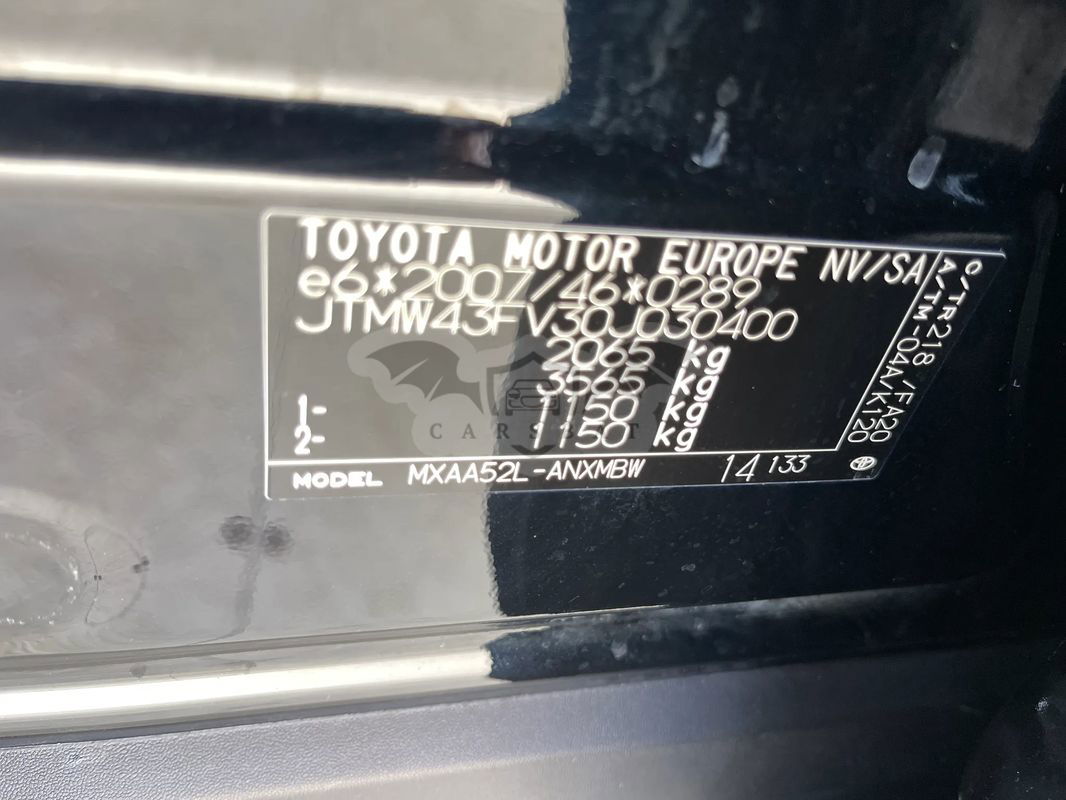 TOYOTA MOTOR EUROPE NV/SA
e6*2007/46*0289
JTMW43FV30J030400
2065 kg
3565 kg
1- 1150 kg
2- 1150 kg
MODEL MXAA52L-ANXMBW 14 133
C/TR218 /FA20
A/TM-04A/K120
CARSBAT